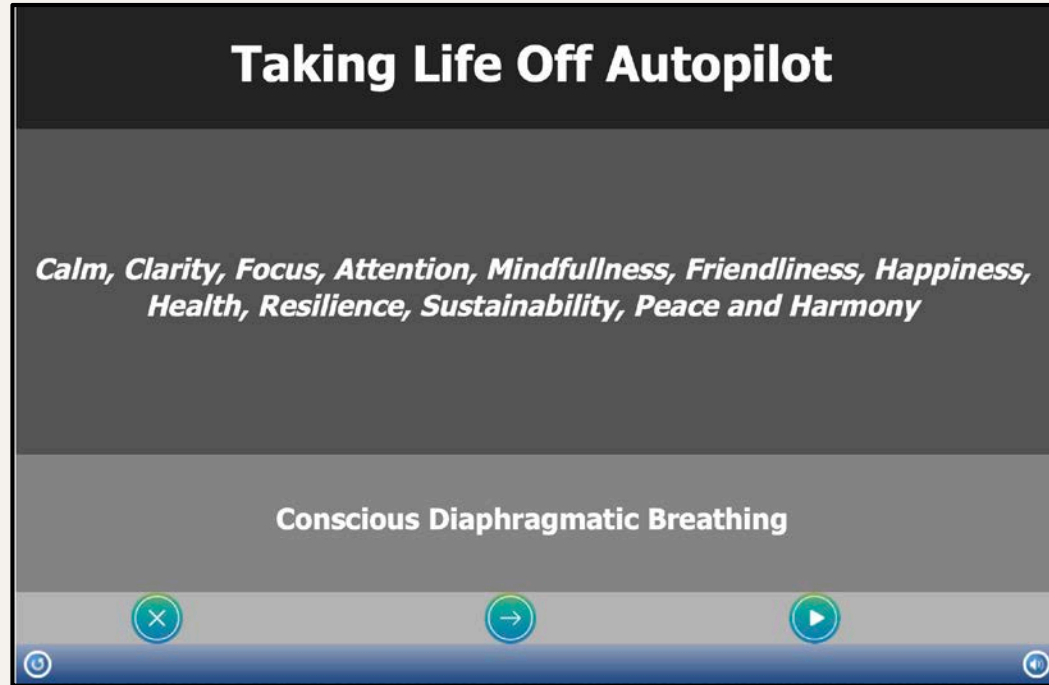 Taking Life Off Autopilot
Calm, Clarity, Focus, Attention, Mindfullness, Friendliness, Happiness,
Health, Resilience, Sustainability, Peace and Harmony
Conscious Diaphragmatic Breathing